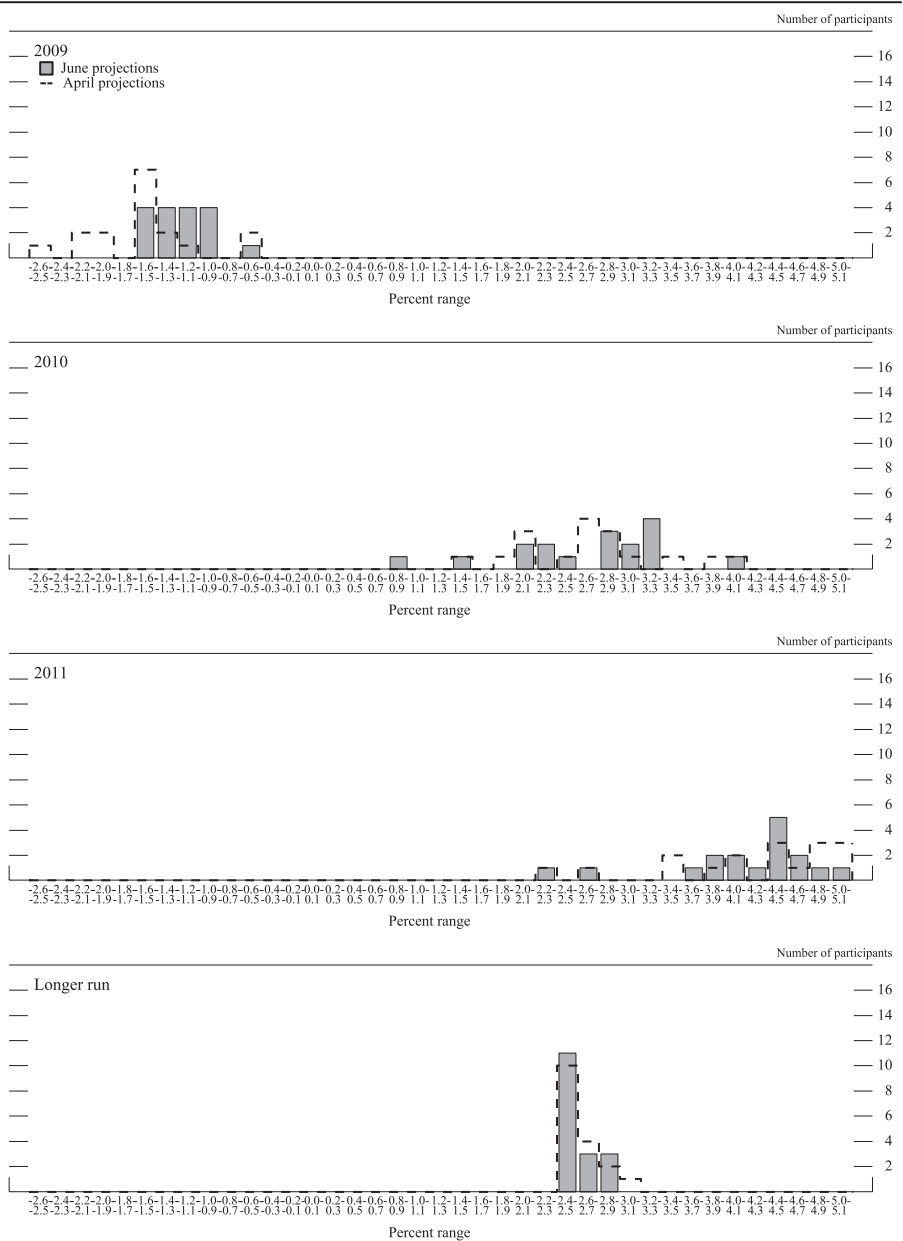 Number of participants
2009
June projections
April projections
16
14
12
10
8
6
4
2
-2.6- -2.4- -2.2- -2.0- -1.8- -1.6- -1.4- -1.2- -1.0- -0.8- -0.6- -0.4- -0.2- 0.0- 0.2- 0.4- 0.6- 0.8- 1.0- 1.2- 1.4- 1.6- 1.8- 2.0- 2.2- 2.4- 2.6- 2.8- 3.0- 3.2- 3.4- 3.6- 3.8- 4.0- 4.2- 4.4- 4.6- 4.8- 5.0-
-2.5 -2.3 -2.1 -1.9 -1.7 -1.5 -1.3 -1.1 -0.9 -0.7 -0.5 -0.3 -0.1 0.1 0.3 0.5 0.7 0.9 1.1 1.3 1.5 1.7 1.9 2.1 2.3 2.5 2.7 2.9 3.1 3.3 3.5 3.7 3.9 4.1 4.3 4.5 4.7 4.9 5.1
Percent range
Number of participants
2010
16
14
12
10
8
6
4
2
-2.6- -2.4- -2.2- -2.0- -1.8- -1.6- -1.4- -1.2- -1.0- -0.8- -0.6- -0.4- -0.2- 0.0- 0.2- 0.4- 0.6- 0.8- 1.0- 1.2- 1.4- 1.6- 1.8- 2.0- 2.2- 2.4- 2.6- 2.8- 3.0- 3.2- 3.4- 3.6- 3.8- 4.0- 4.2- 4.4- 4.6- 4.8- 5.0-
-2.5 -2.3 -2.1 -1.9 -1.7 -1.5 -1.3 -1.1 -0.9 -0.7 -0.5 -0.3 -0.1 0.1 0.3 0.5 0.7 0.9 1.1 1.3 1.5 1.7 1.9 2.1 2.3 2.5 2.7 2.9 3.1 3.3 3.5 3.7 3.9 4.1 4.3 4.5 4.7 4.9 5.1
Percent range
Number of participants
2011
16
14
12
10
8
6
4
2
-2.6- -2.4- -2.2- -2.0- -1.8- -1.6- -1.4- -1.2- -1.0- -0.8- -0.6- -0.4- -0.2- 0.0- 0.2- 0.4- 0.6- 0.8- 1.0- 1.2- 1.4- 1.6- 1.8- 2.0- 2.2- 2.4- 2.6- 2.8- 3.0- 3.2- 3.4- 3.6- 3.8- 4.0- 4.2- 4.4- 4.6- 4.8- 5.0-
-2.5 -2.3 -2.1 -1.9 -1.7 -1.5 -1.3 -1.1 -0.9 -0.7 -0.5 -0.3 -0.1 0.1 0.3 0.5 0.7 0.9 1.1 1.3 1.5 1.7 1.9 2.1 2.3 2.5 2.7 2.9 3.1 3.3 3.5 3.7 3.9 4.1 4.3 4.5 4.7 4.9 5.1
Percent range
Number of participants
Longer run
16
14
12
10
8
6
4
2
-2.6- -2.4- -2.2- -2.0- -1.8- -1.6- -1.4- -1.2- -1.0- -0.8- -0.6- -0.4- -0.2- 0.0- 0.2- 0.4- 0.6- 0.8- 1.0- 1.2- 1.4- 1.6- 1.8- 2.0- 2.2- 2.4- 2.6- 2.8- 3.0- 3.2- 3.4- 3.6- 3.8- 4.0- 4.2- 4.4- 4.6- 4.8- 5.0-
-2.5 -2.3 -2.1 -1.9 -1.7 -1.5 -1.3 -1.1 -0.9 -0.7 -0.5 -0.3 -0.1 0.1 0.3 0.5 0.7 0.9 1.1 1.3 1.5 1.7 1.9 2.1 2.3 2.5 2.7 2.9 3.1 3.3 3.5 3.7 3.9 4.1 4.3 4.5 4.7 4.9 5.1
Percent range